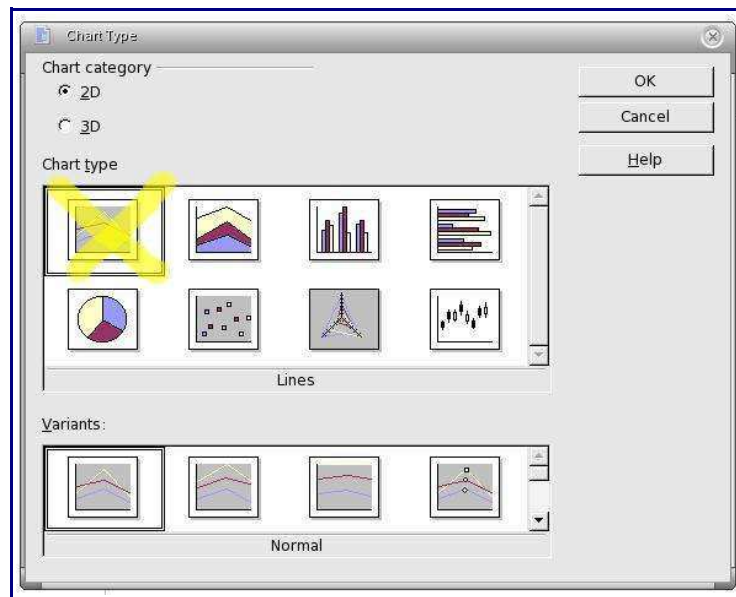 Chart Type
Chart category
2D
3D
OK
Cancel
Help
Chart type
Lines
Variants:
Normal